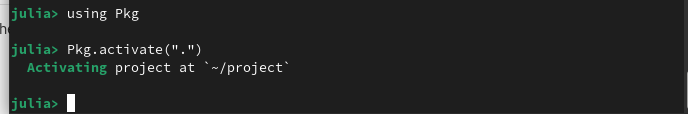 julia> using Pkg
julia> Pkg.activate(".")
Activating project at `~/project`
julia>